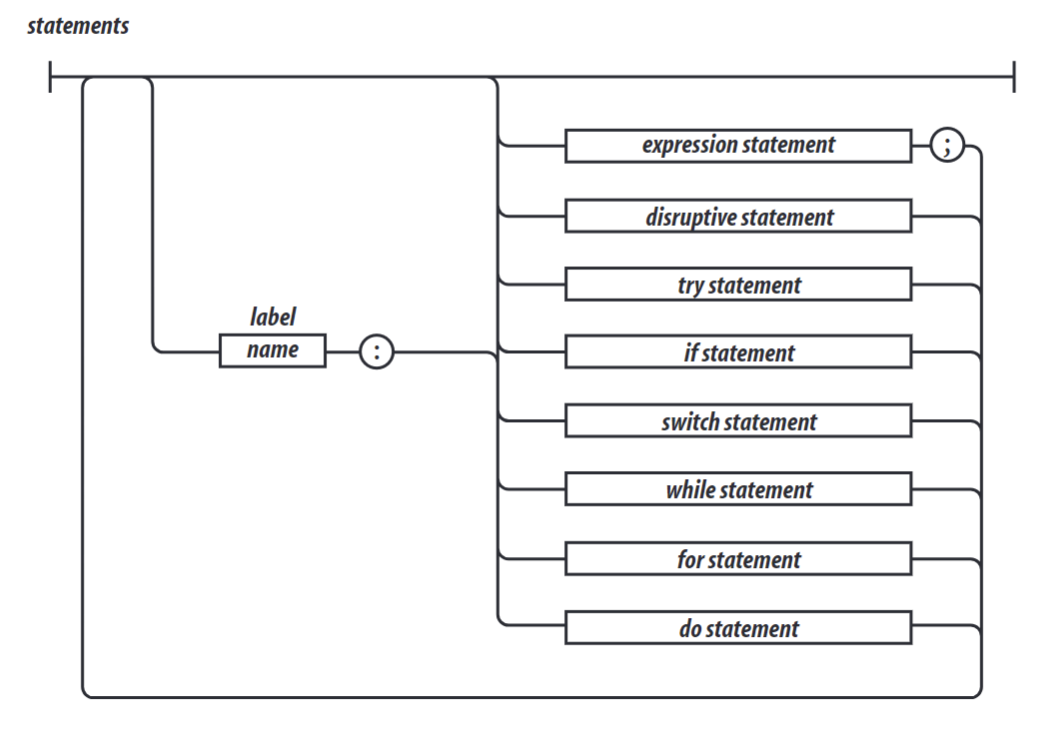 statements
expression statement ;
disruptive statement
try statement
label
name : if statement
switch statement
while statement
for statement
do statement